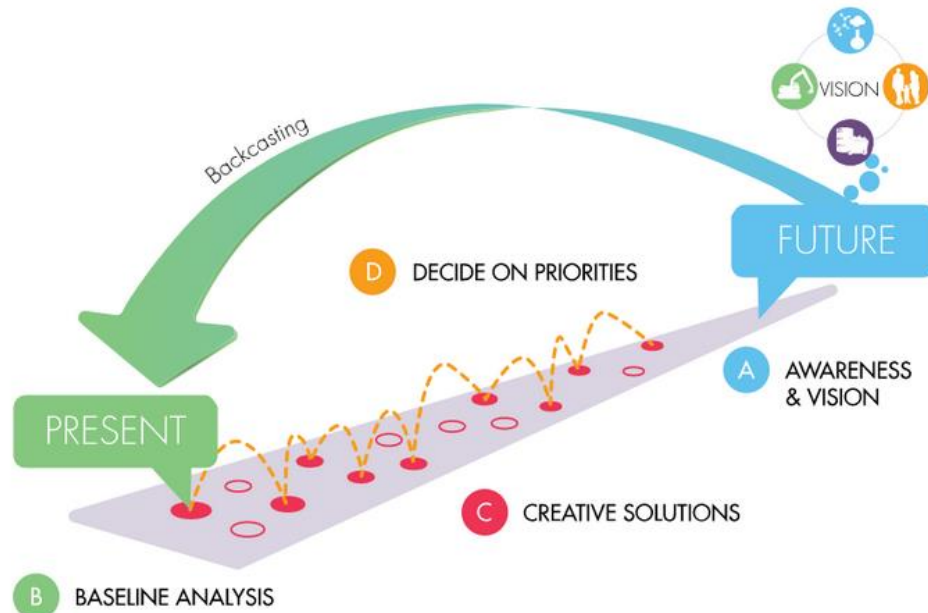 VISION
Backcasting
FUTURE
D DECIDE ON PRIORITIES
A AWARENESS
& VISION
PRESENT
C CREATIVE SOLUTIONS
B BASELINE ANALYSIS